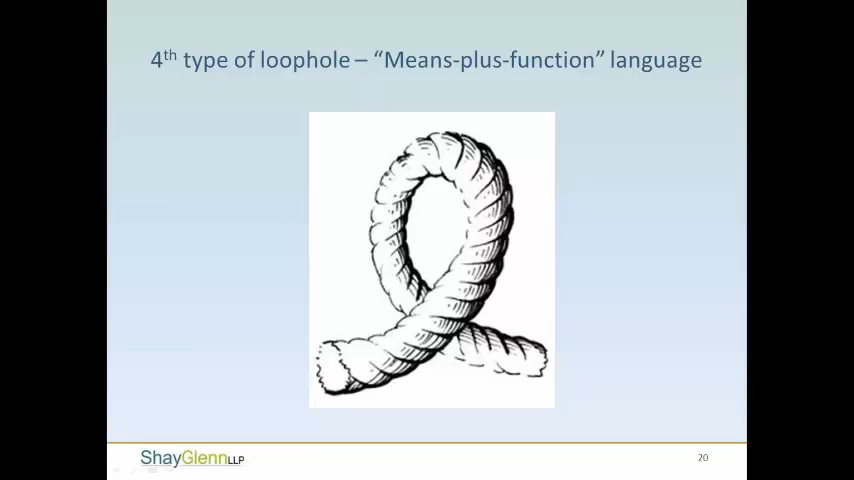 4th type of loophole – “Means-plus-function” language
ShayGlennLLP
20